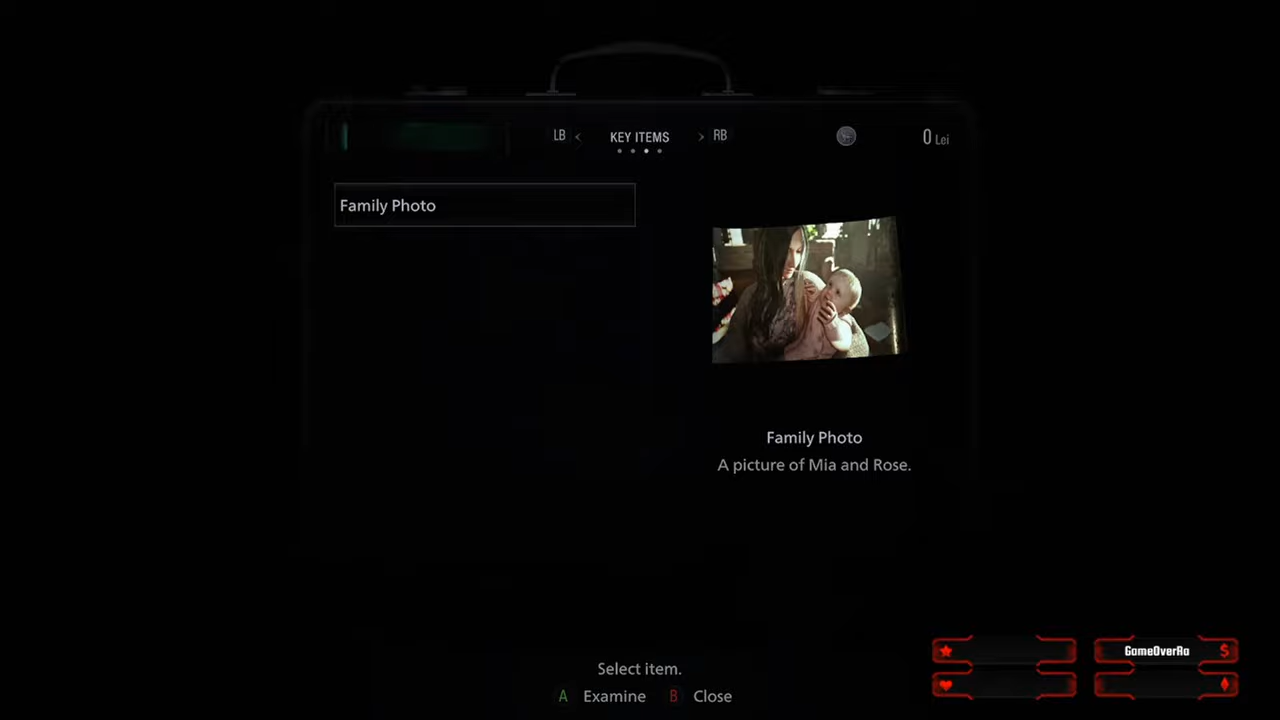 LB < KEY ITEMS > RB
0 Lei
Family Photo
Family Photo
A picture of Mia and Rose.
Select item.
A Examine B Close
GameOverRa
$